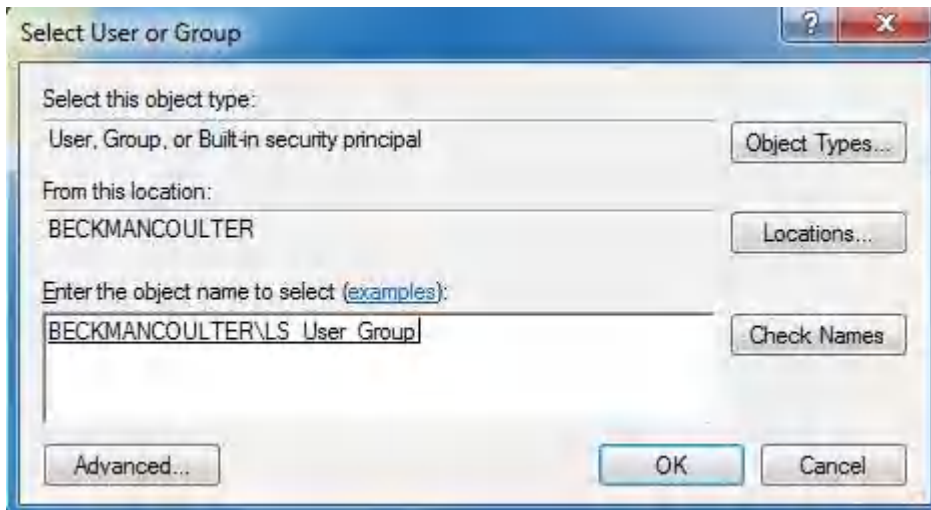 Select User or Group
?
X
Select this object type:
User, Group, or Built-in security principal
Object Types...
From this location:
BECKMANCOULTER
Locations...
Enter the object name to select (examples):
BECKMANCOULTER\LS_User_Group
Check Names
Advanced...
OK
Cancel